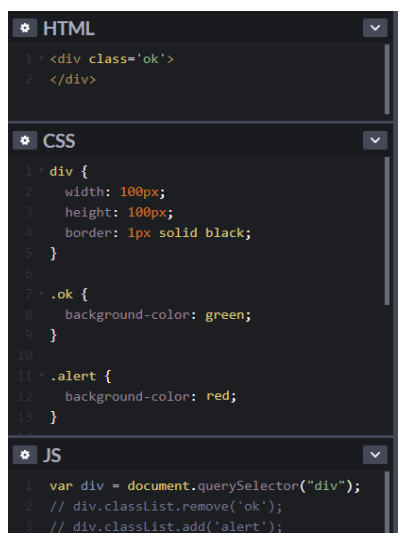 HTML
1 <div class='ok'>
2 </div>
CSS
1 div {
2 width: 100px;
3 height: 100px;
4 border: 1px solid black;
5 }
6
7 .ok {
8 background-color: green;
9 }
10
11 .alert {
12 background-color: red;
13 }
JS
1 var div = document.querySelector("div");
2 // div.classList.remove('ok');
3 // div.classList.add('alert');